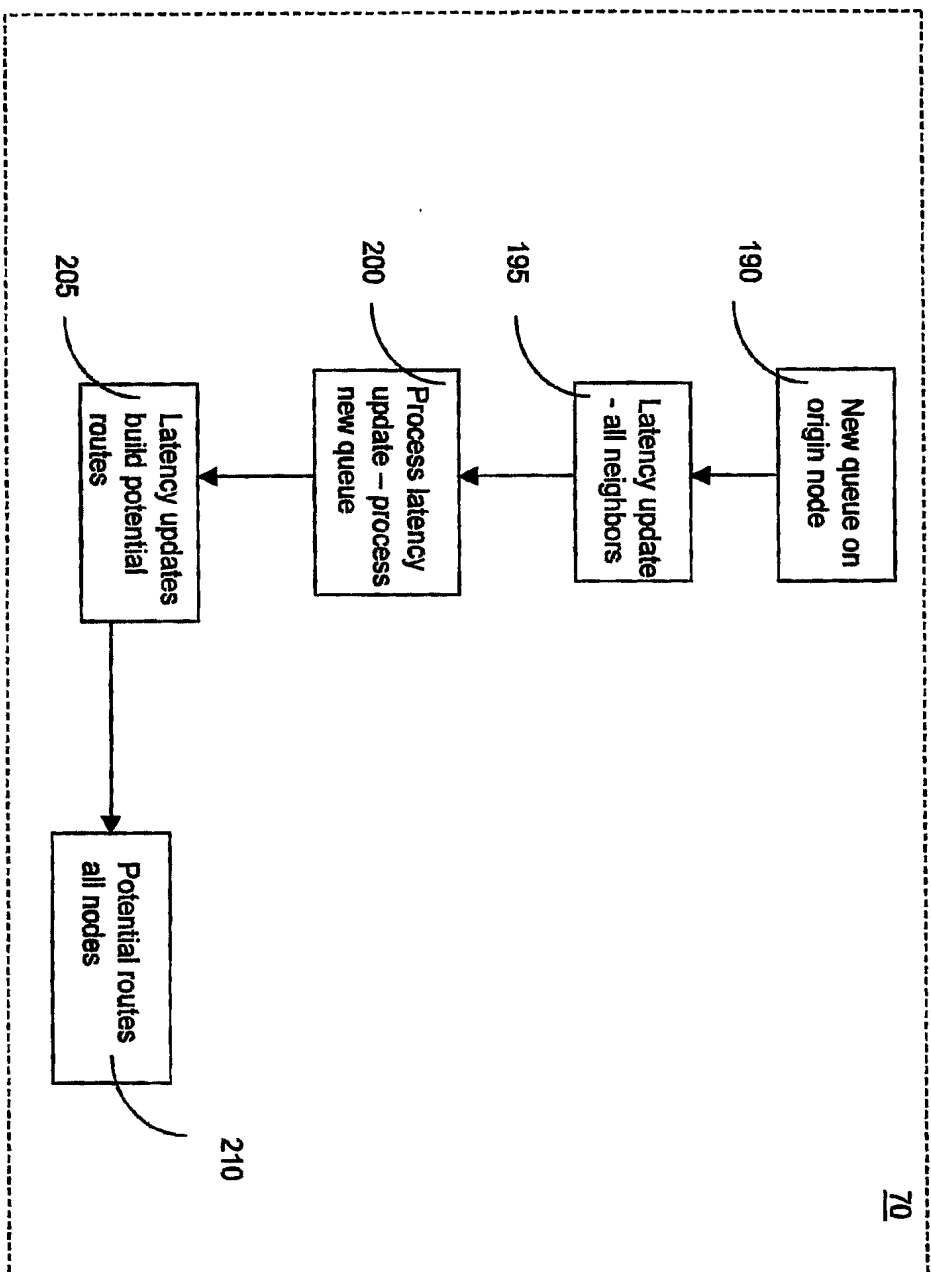 70
190
New queue on
origin node
195
Latency update
- all neighbors
200
Process latency
update – process
new queue
205
Latency updates
build potential
routes
Potential routes
all nodes
210